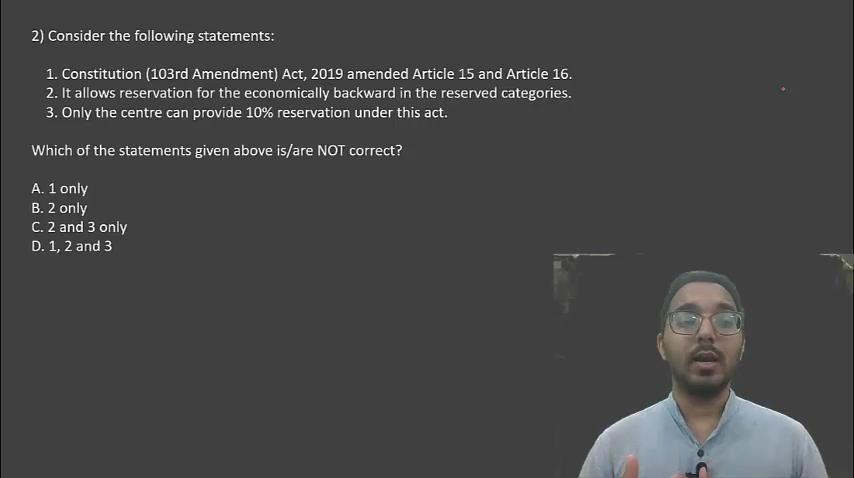 2) Consider the following statements:
1. Constitution (103rd Amendment) Act, 2019 amended Article 15 and Article 16.
2. It allows reservation for the economically backward in the reserved categories.
3. Only the centre can provide 10% reservation under this act.
Which of the statements given above is/are NOT correct?
A. 1 only
B. 2 only
C. 2 and 3 only
D. 1, 2 and 3